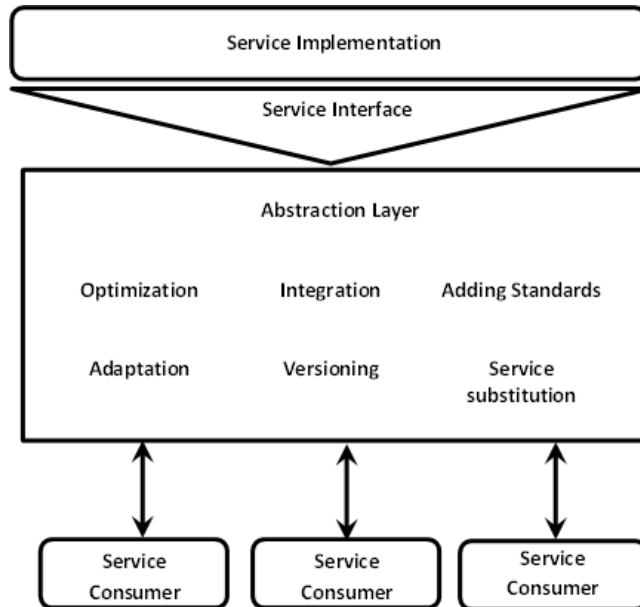 Service Implementation
Service Interface
Abstraction Layer
Optimization
Integration
Adding Standards
Adaptation
Versioning
Service
substitution
Service
Consumer
Service
Consumer
Service
Consumer